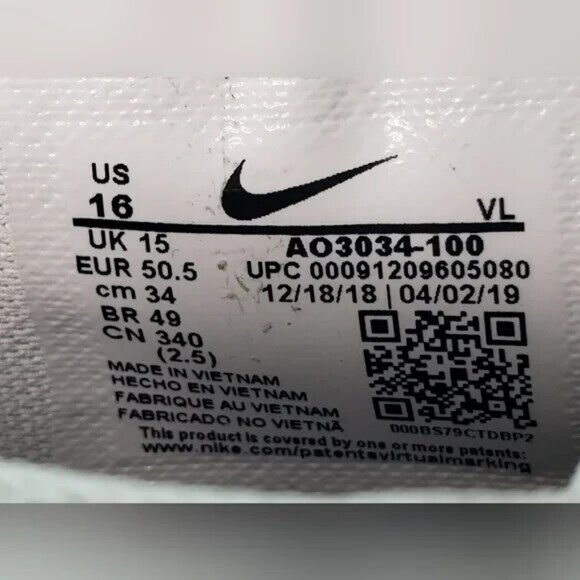 US
16 VL
UK 15 AO3034-100
EUR 50.5 UPC 00091209605080
cm 34 12/18/18 | 04/02/19
BR 49
CN 340
(2.5)
MADE IN VIETNAM
HECHO EN VIETNAM
FABRIQUE AU VIETNAM
FABRICADO NO VIETNÃ
000BS79CTDBP2
This product is covered by one or more patents:
www.nike.com/patentsvirtualmarking